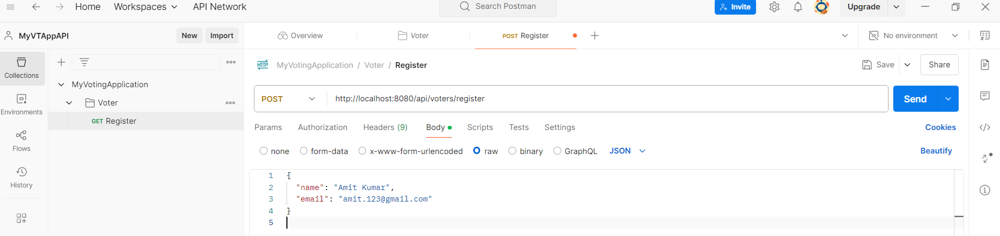 Home Workspaces API Network Search Postman Invite Upgrade
MyVTAppAPI New Import Overview Voter POST Register No environment
Collections
Environments
Flows
History
MyVotingApplication
Voter
GET Register
HTTP MyVotingApplication / Voter / Register Save Share
POST http://localhost:8080/api/voters/register Send
Params Authorization Headers (9) Body Scripts Tests Settings Cookies
none form-data x-www-form-urlencoded raw binary GraphQL JSON Beautify
1 {
2 "name": "Amit Kumar",
3 "email": "amit.123@gmail.com"
4 }
5